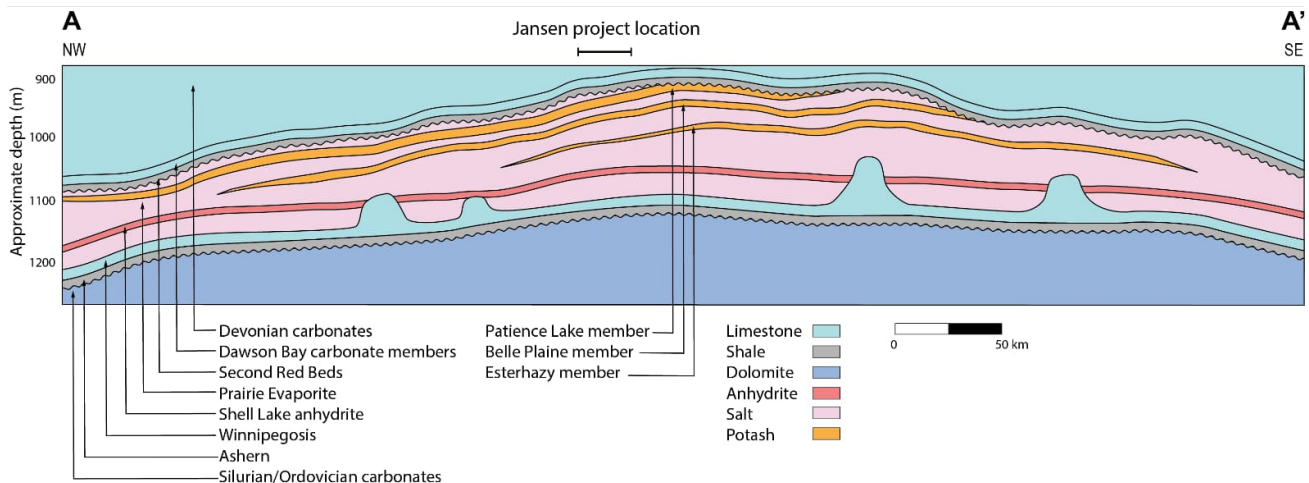 A
A'
Jansen project location
NW
SE
Approximate depth (m)
900
1000
1100
1200
Devonian carbonates
Dawson Bay carbonate members
Second Red Beds
Prairie Evaporite
Shell Lake anhydrite
Winnipegosis
Ashern
Silurian/Ordovician carbonates
Patience Lake member
Belle Plaine member
Esterhazy member
Limestone
Shale
Dolomite
Anhydrite
Salt
Potash
0 50 km